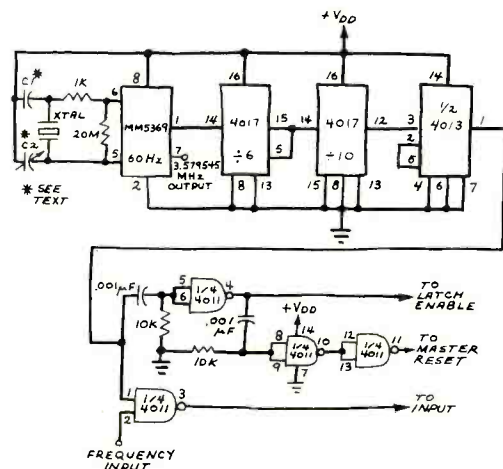 +VDD
C1*
1K
XTAL
20M
* C2
* SEE
TEXT
8
6
5
2
MM5369
60Hz
1
7
3.579545
MHz
OUTPUT
16
14
4017
÷6
15
5
8
13
16
14
4017
÷10
12
15
8
13
14
3
2
5
1/2
4013
1
4
6
7
.001µF
5
6
1/4
4011
4
TO
LATCH
ENABLE
10K
.001
µF
+VDD
10K
8
9
14
1/4
4011
7
10
12
13
1/4
4011
11
TO
MASTER
RESET
1
2
1/4
4011
3
TO
INPUT
FREQUENCY
INPUT